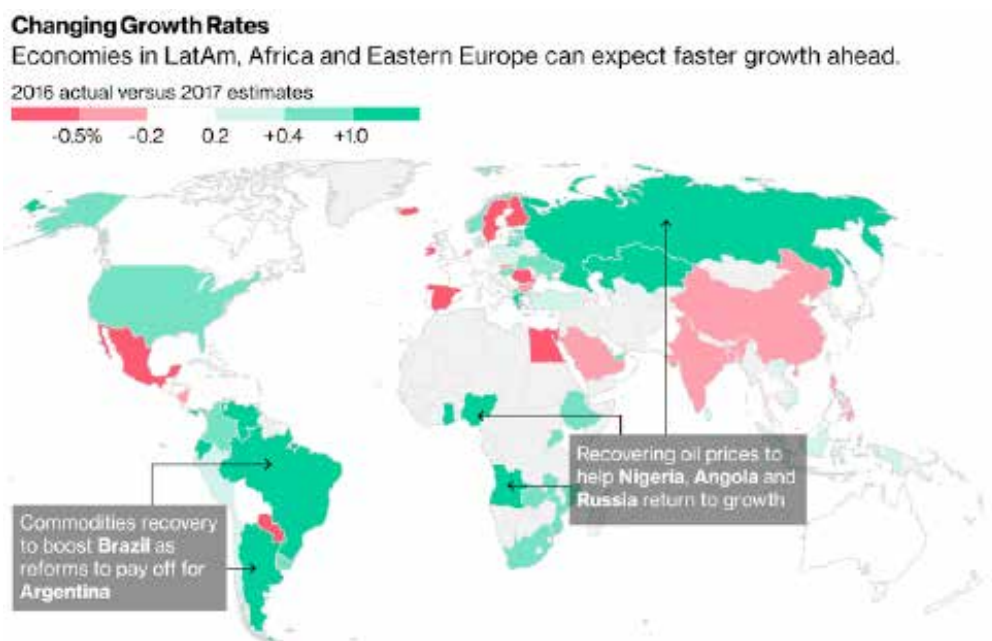 Changing Growth Rates
Economies in LatAm, Africa and Eastern Europe can expect faster growth ahead.
2016 actual versus 2017 estimates
-0.5% -0.2 0.2 +0.4 +1.0
Recovering oil prices to
help Nigeria, Angola and
Russia return to growth
Commodities recovery
to boost Brazil as
reforms to pay off for
Argentina